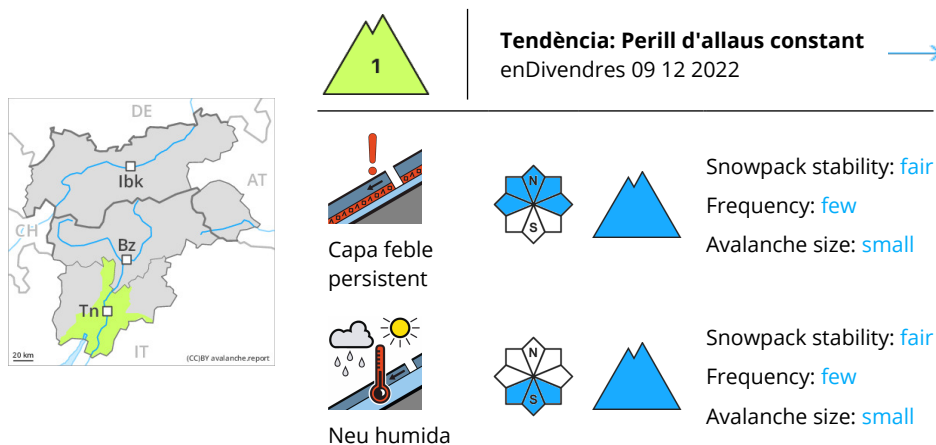 1
Tendència: Perill d'allaus constant
enDivendres 09 12 2022
DE
Ibk
AT
CH
Bz
Tn
IT
20 km
(CC)BY avalanche.report
N
S
Capa feble
persistent
Snowpack stability: fair
Frequency: few
Avalanche size: small
N
S
Neu humida
Snowpack stability: fair
Frequency: few
Avalanche size: small